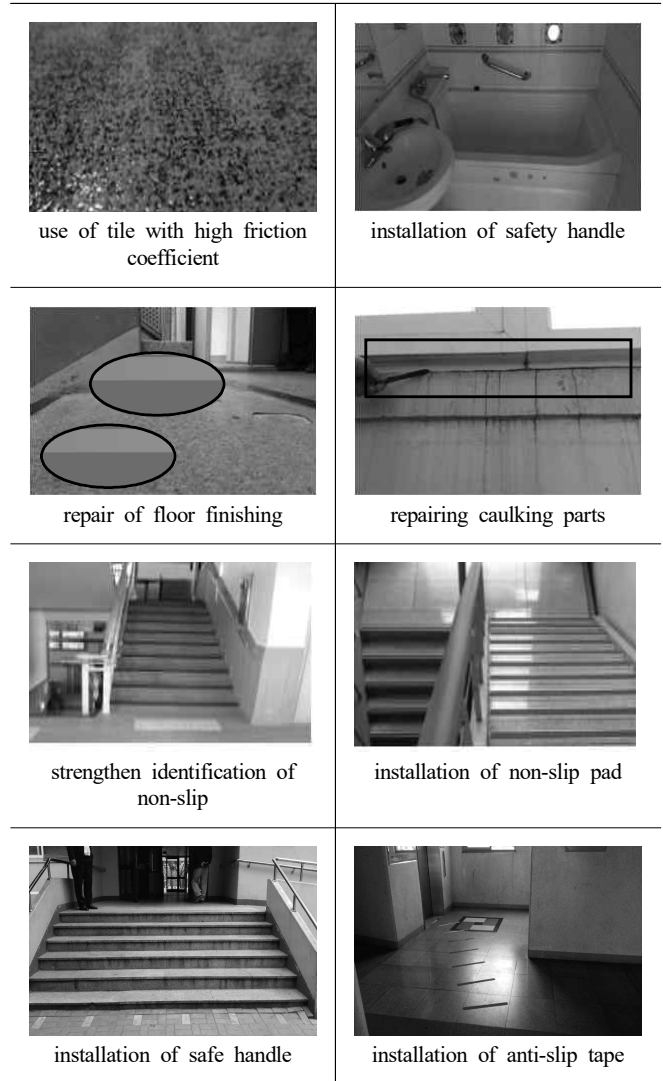 use of tile with high friction
coefficient
installation of safety handle
repair of floor finishing
repairing caulking parts
strengthen identification of
non-slip
installation of non-slip pad
installation of safe handle
installation of anti-slip tape